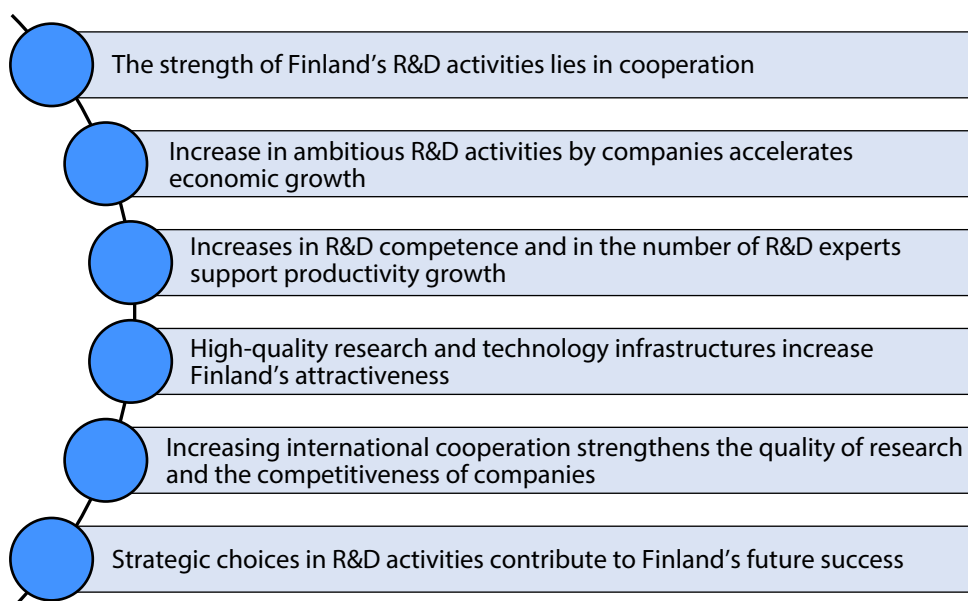 The strength of Finland’s R&D activities lies in cooperation
Increase in ambitious R&D activities by companies accelerates
economic growth
Increases in R&D competence and in the number of R&D experts
support productivity growth
High-quality research and technology infrastructures increase
Finland’s attractiveness
Increasing international cooperation strengthens the quality of research
and the competitiveness of companies
Strategic choices in R&D activities contribute to Finland’s future success